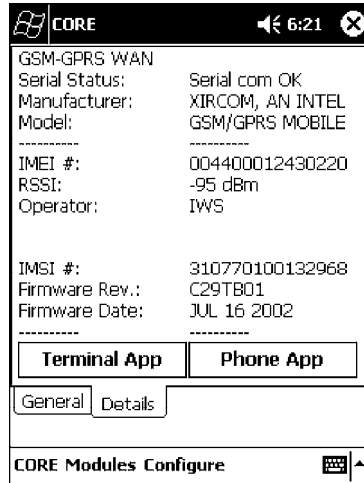 CORE 6:21
GSM-GPRS WAN
Serial Status: Serial com OK
Manufacturer: XIRCOM, AN INTEL
Model: GSM/GPRS MOBILE
---------- ----------
IMEI #: 004400012430220
RSSI: -95 dBm
Operator: IWS
IMSI #: 310770100132968
Firmware Rev.: C29TB01
Firmware Date: JUL 16 2002
---------- ----------
Terminal App Phone App
General Details
CORE Modules Configure